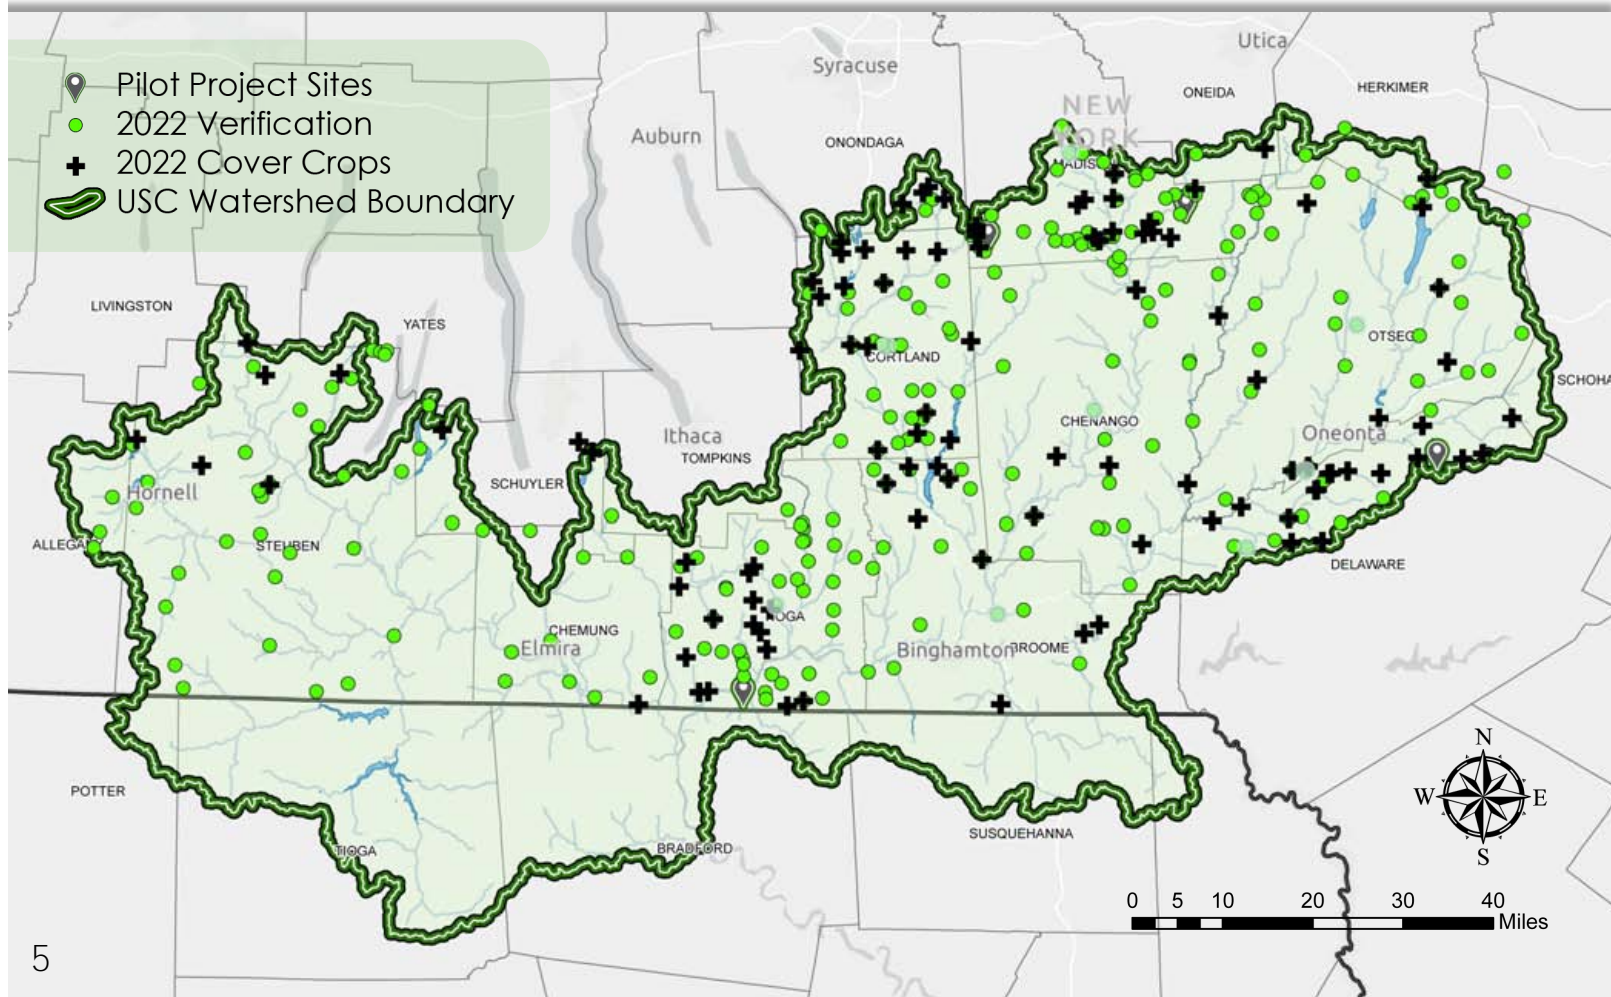 Pilot Project Sites
2022 Verification
2022 Cover Crops
USC Watershed Boundary
Utica
Syracuse
ONEIDA
HERKIMER
NEW
YORK
Auburn
ONONDAGA
LIVINGSTON
YATES
OTSEGO
CORTLAND
SCHOHA
CHENANGO
Ithaca
TOMPKINS
Oneonta
SCHUYLER
Hornell
ALLEGANY
STEUBEN
DELAWARE
TIOGA
CHEMUNG
Elmira
Binghamton
BROOME
POTTER
SUSQUEHANNA
TIOGA
BRADFORD
N
W E
S
0 5 10 20 30 40
Miles
5